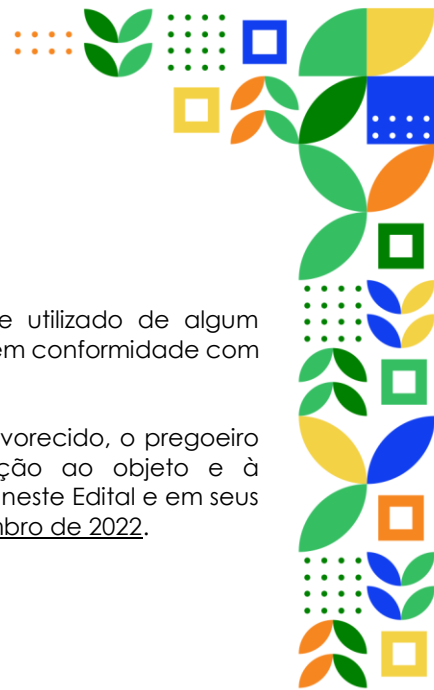 e utilizado de algum
em conformidade com
vorecido, o pregoeiro
ção ao objeto e à
neste Edital e em seus
mbro de 2022.